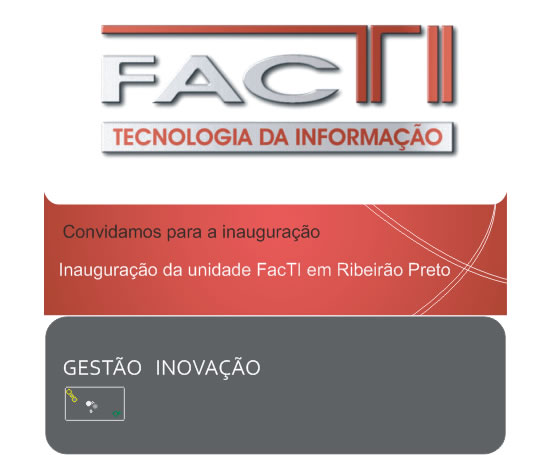 FACTI
TECNOLOGIA DA INFORMAÇÃO
Convidamos para a inauguração
Inauguração da unidade FacTI em Ribeirão Preto
GESTÃO INOVAÇÃO